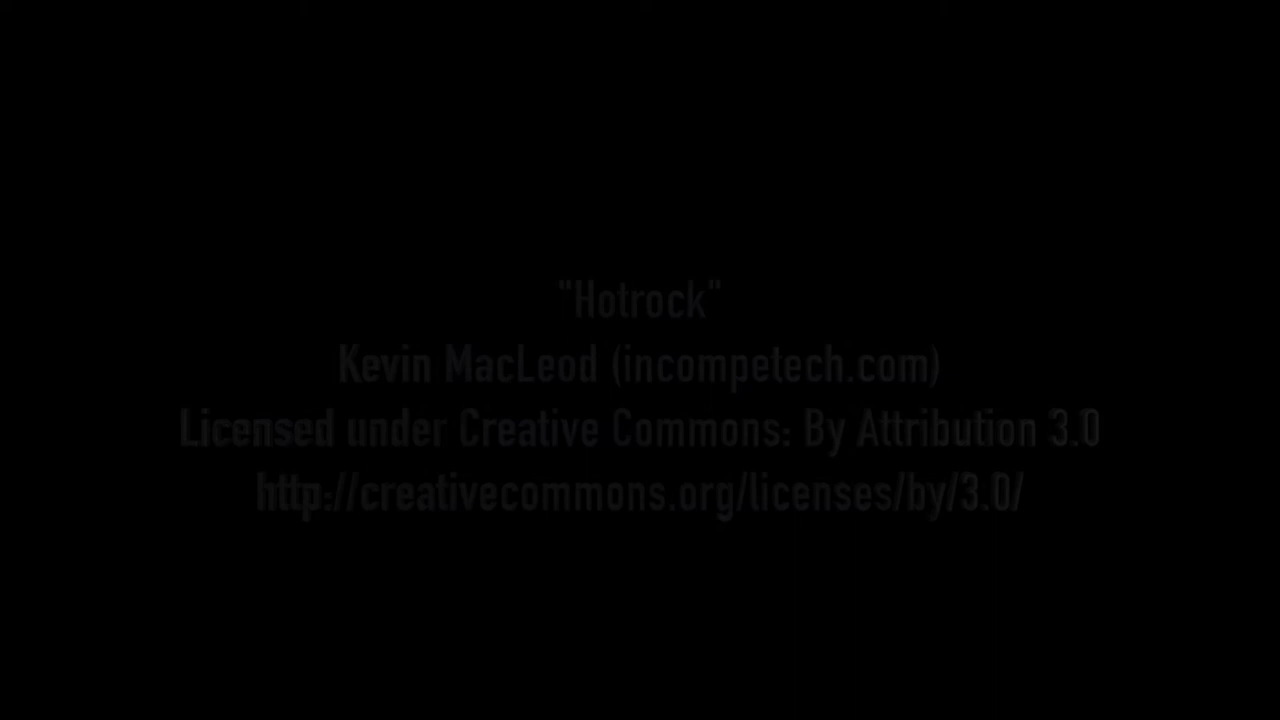 "Hotrock"
Kevin MacLeod (incompetech.com)
Licensed under Creative Commons: By Attribution 3.0
http://creativecommons.org/licenses/by/3.0/